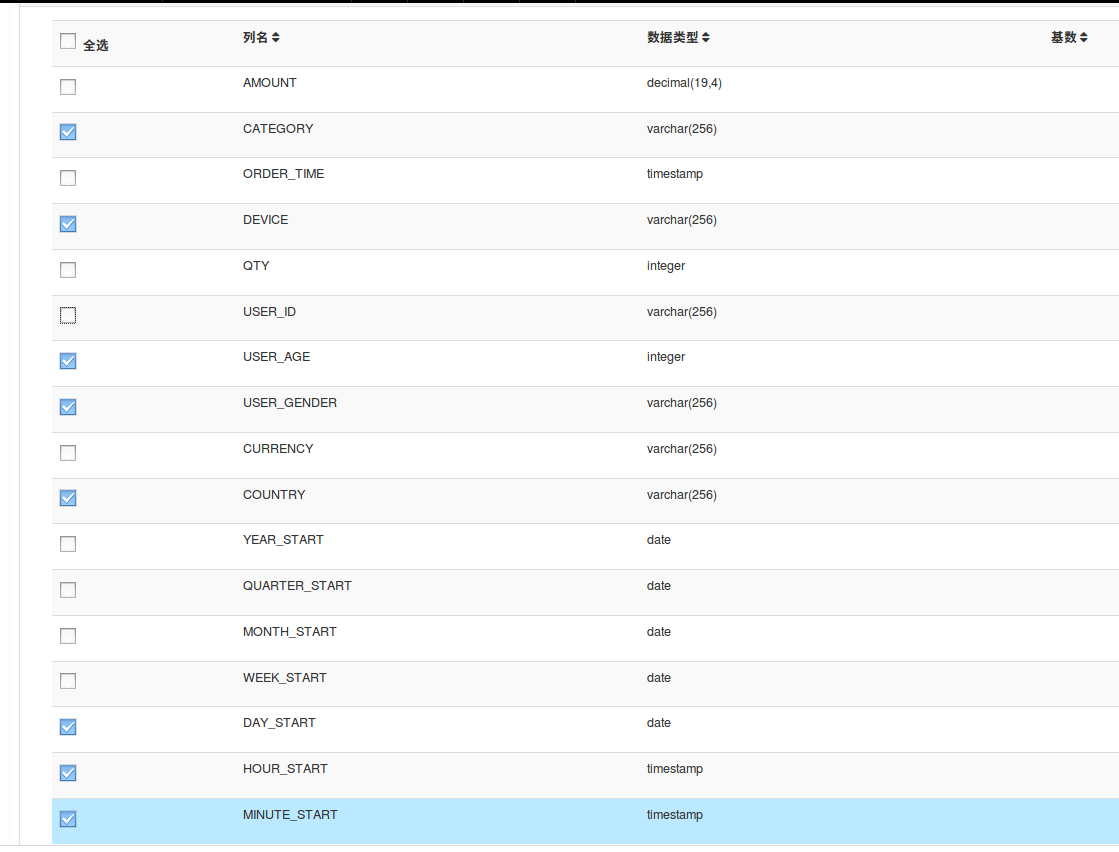 全选 列名 数据类型 基数
AMOUNT decimal(19,4)
CATEGORY varchar(256)
ORDER_TIME timestamp
DEVICE varchar(256)
QTY integer
USER_ID varchar(256)
USER_AGE integer
USER_GENDER varchar(256)
CURRENCY varchar(256)
COUNTRY varchar(256)
YEAR_START date
QUARTER_START date
MONTH_START date
WEEK_START date
DAY_START date
HOUR_START timestamp
MINUTE_START timestamp